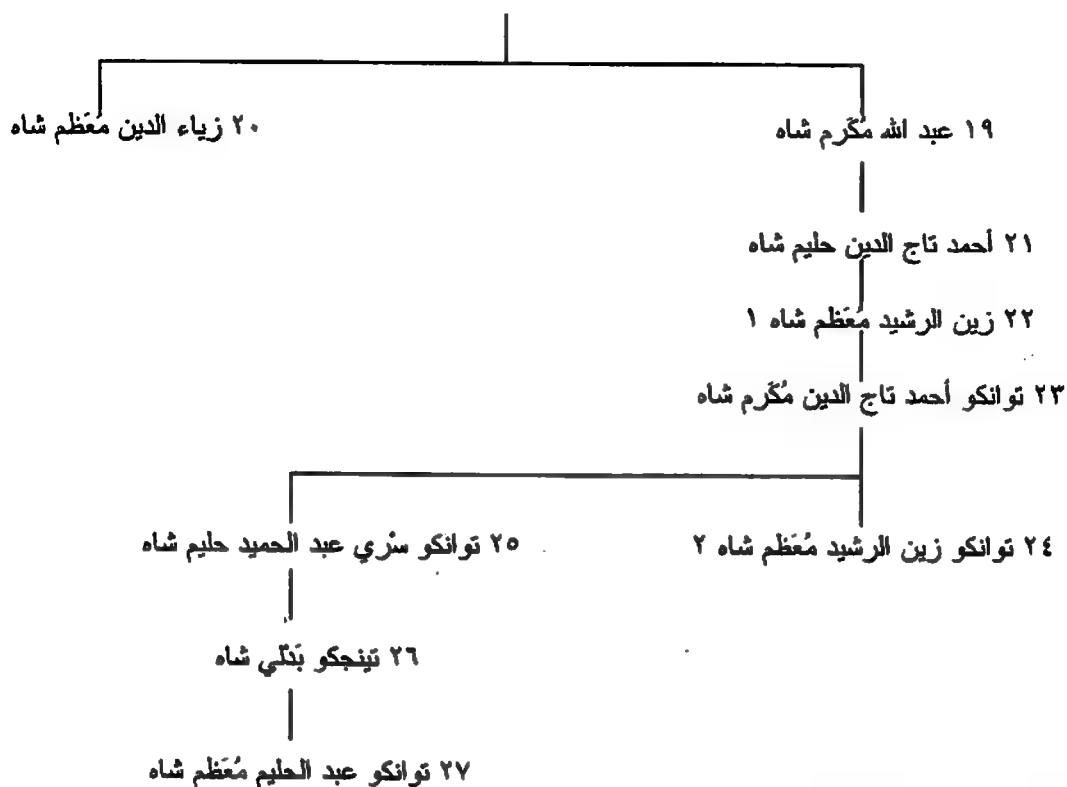 ١٩ عبد الله مُكَرم شاه
٢٠ زياء الدين مُعَظم شاه
٢١ أحمد تاج الدين حليم شاه
٢٢ زين الرشيد مُعَظم شاه ١
٢٣ توانكو أحمد تاج الدين مُكَرم شاه
٢٤ توانكو زين الرشيد مُعَظم شاه ٢
٢٥ توانكو سْري عبد الحميد حليم شاه
٢٦ تينجكو بَدلي شاه
٢٧ توانكو عبد الحليم مُعَظم شاه